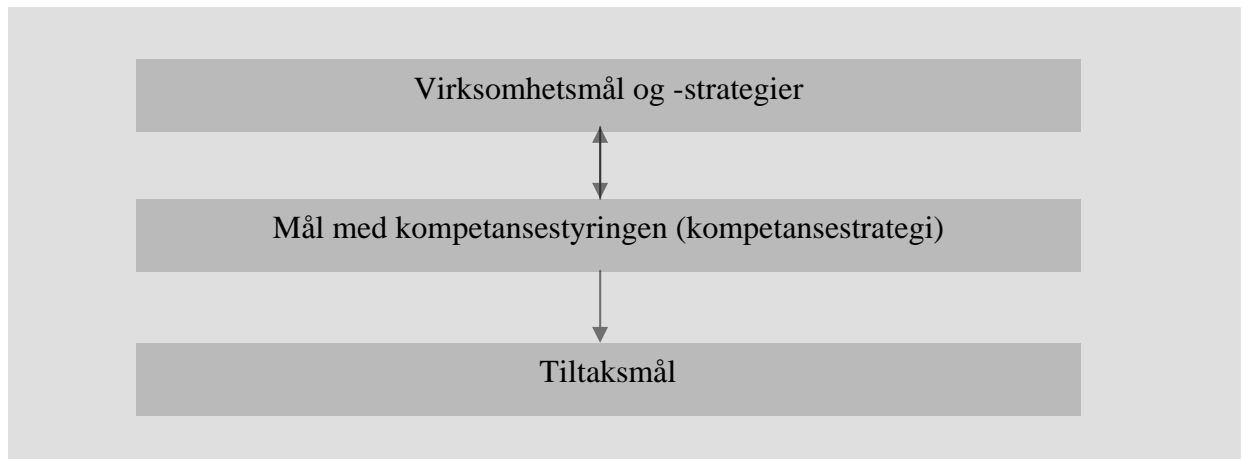 Virksomhetsmål og -strategier
Mål med kompetansestyringen (kompetansestrategi)
Tiltaksmål